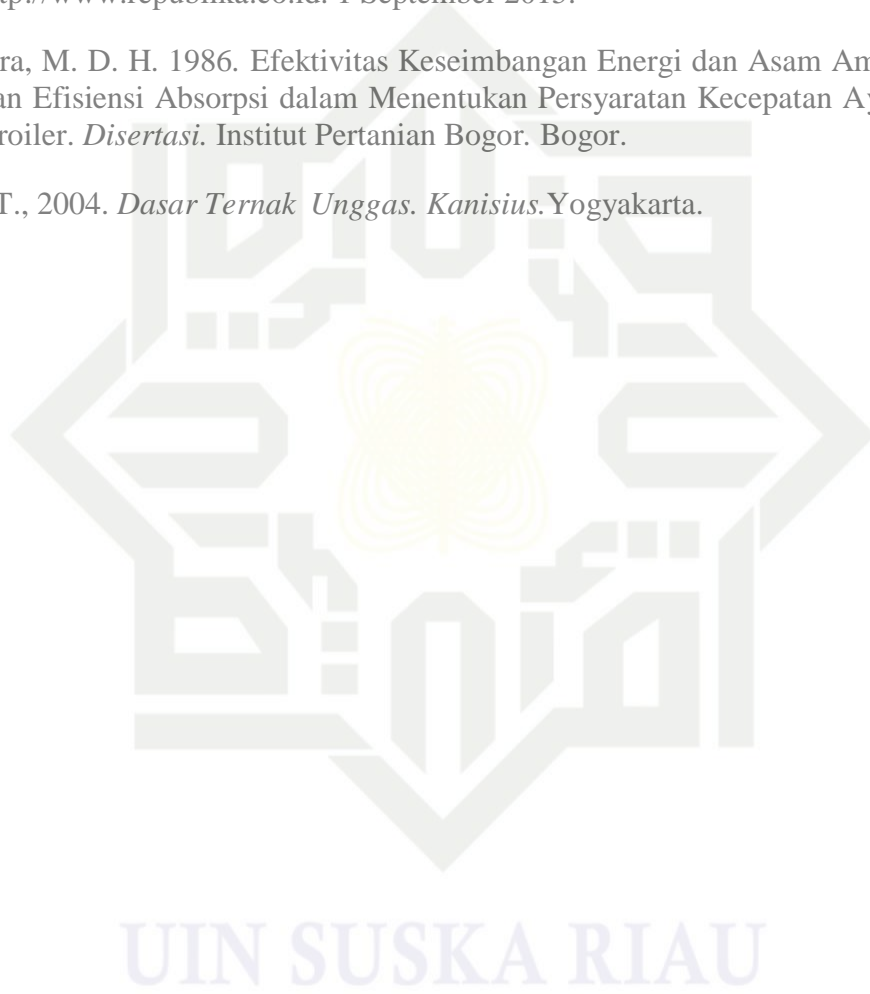 tp://www.republika.co.id. 1 September 2015.
ra, M. D. H. 1986. Efektivitas Keseimbangan Energi dan Asam Am
an Efisiensi Absorpsi dalam Menentukan Persyaratan Kecepatan Ay
roiler. Disertasi. Institut Pertanian Bogor. Bogor.
T., 2004. Dasar Ternak Unggas. Kanisius.Yogyakarta.
UIN SUSKA RIAU